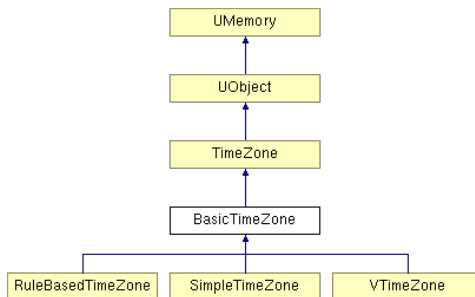 UMemory
UObject
TimeZone
BasicTimeZone
RuleBasedTimeZone
SimpleTimeZone
VTimeZone